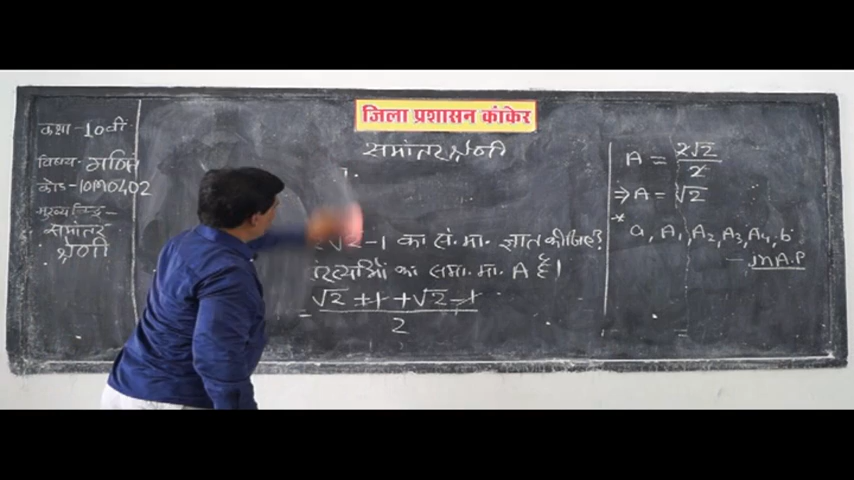 जिला प्रशासन कांकेर
कक्षा - 10वीं
विषय - गणित
कोड - 10190402
मुख्य बिन्दु -
समांतर
श्रेणी
समांतर श्रेणी
√2 - 1 का स. मा. ज्ञात कीजिए?
संख्याओं का समा. मा. A है।
= (√2 + 1 + √2 - 1)/2
A = 2√2/2
⇒ A = √2
* a, A₁, A₂, A₃, A₄, b
— in A.P